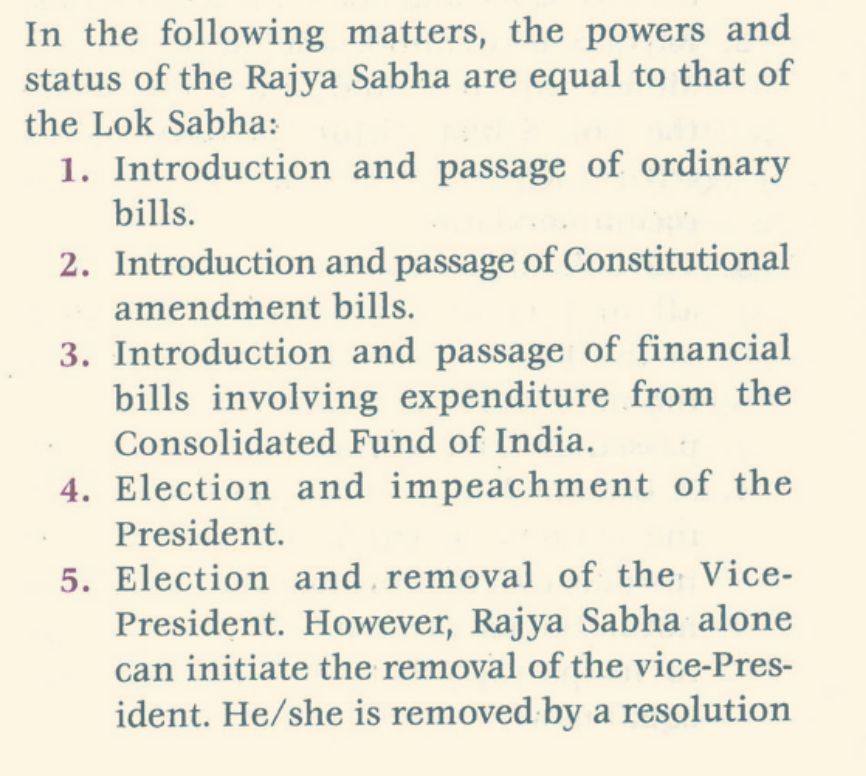 In the following matters, the powers and
status of the Rajya Sabha are equal to that of
the Lok Sabha:
1. Introduction and passage of ordinary
bills.
2. Introduction and passage of Constitutional
amendment bills.
3. Introduction and passage of financial
bills involving expenditure from the
Consolidated Fund of India.
4. Election and impeachment of the
President.
5. Election and removal of the Vice-
President. However, Rajya Sabha alone
can initiate the removal of the vice-Pres-
ident. He/she is removed by a resolution